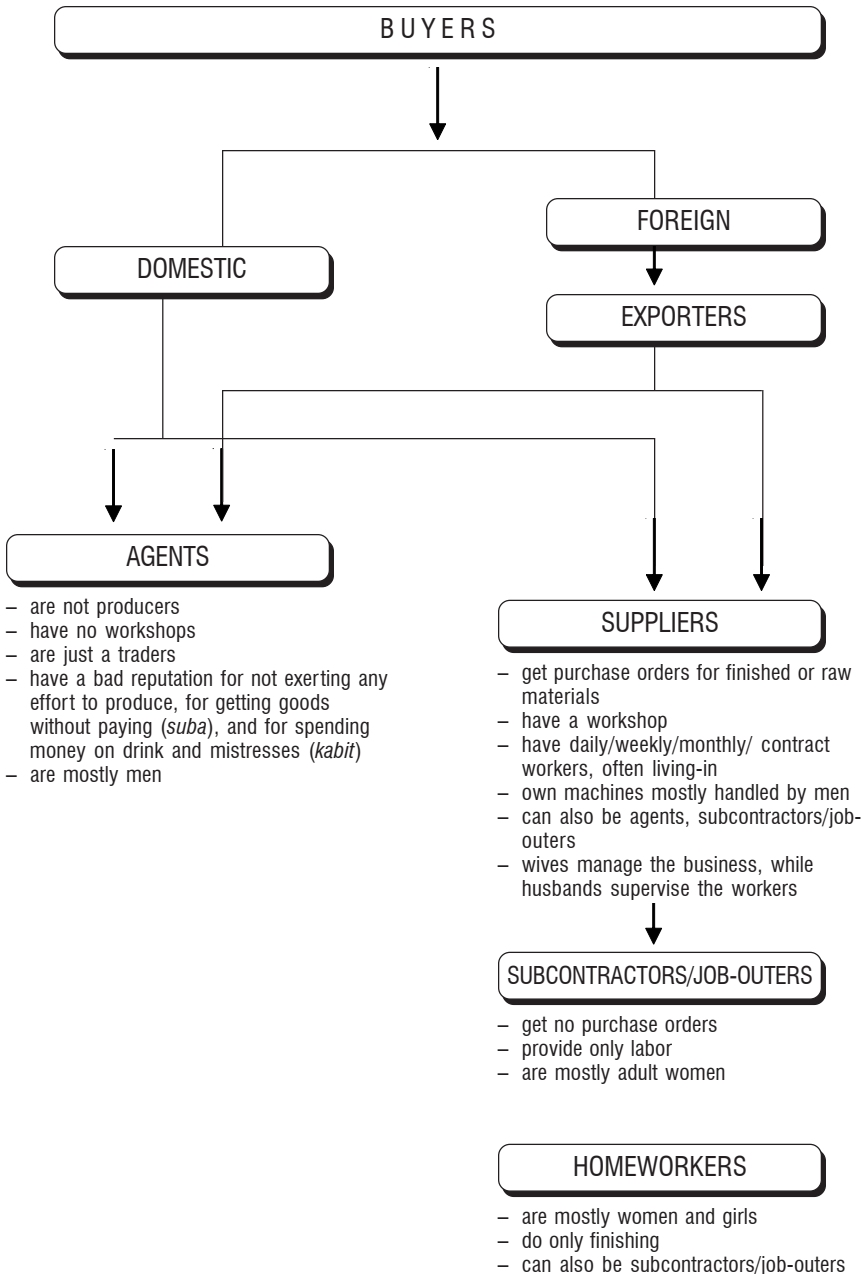 BUYERS
FOREIGN
DOMESTIC
EXPORTERS
AGENTS
– are not producers
– have no workshops
– are just a traders
– have a bad reputation for not exerting any
effort to produce, for getting goods
without paying (suba), and for spending
money on drink and mistresses (kabit)
– are mostly men
SUPPLIERS
– get purchase orders for finished or raw
materials
– have a workshop
– have daily/weekly/monthly/ contract
workers, often living-in
– own machines mostly handled by men
– can also be agents, subcontractors/job-
outers
– wives manage the business, while
husbands supervise the workers
SUBCONTRACTORS/JOB-OUTERS
– get no purchase orders
– provide only labor
– are mostly adult women
HOMEWORKERS
– are mostly women and girls
– do only finishing
– can also be subcontractors/job-outers